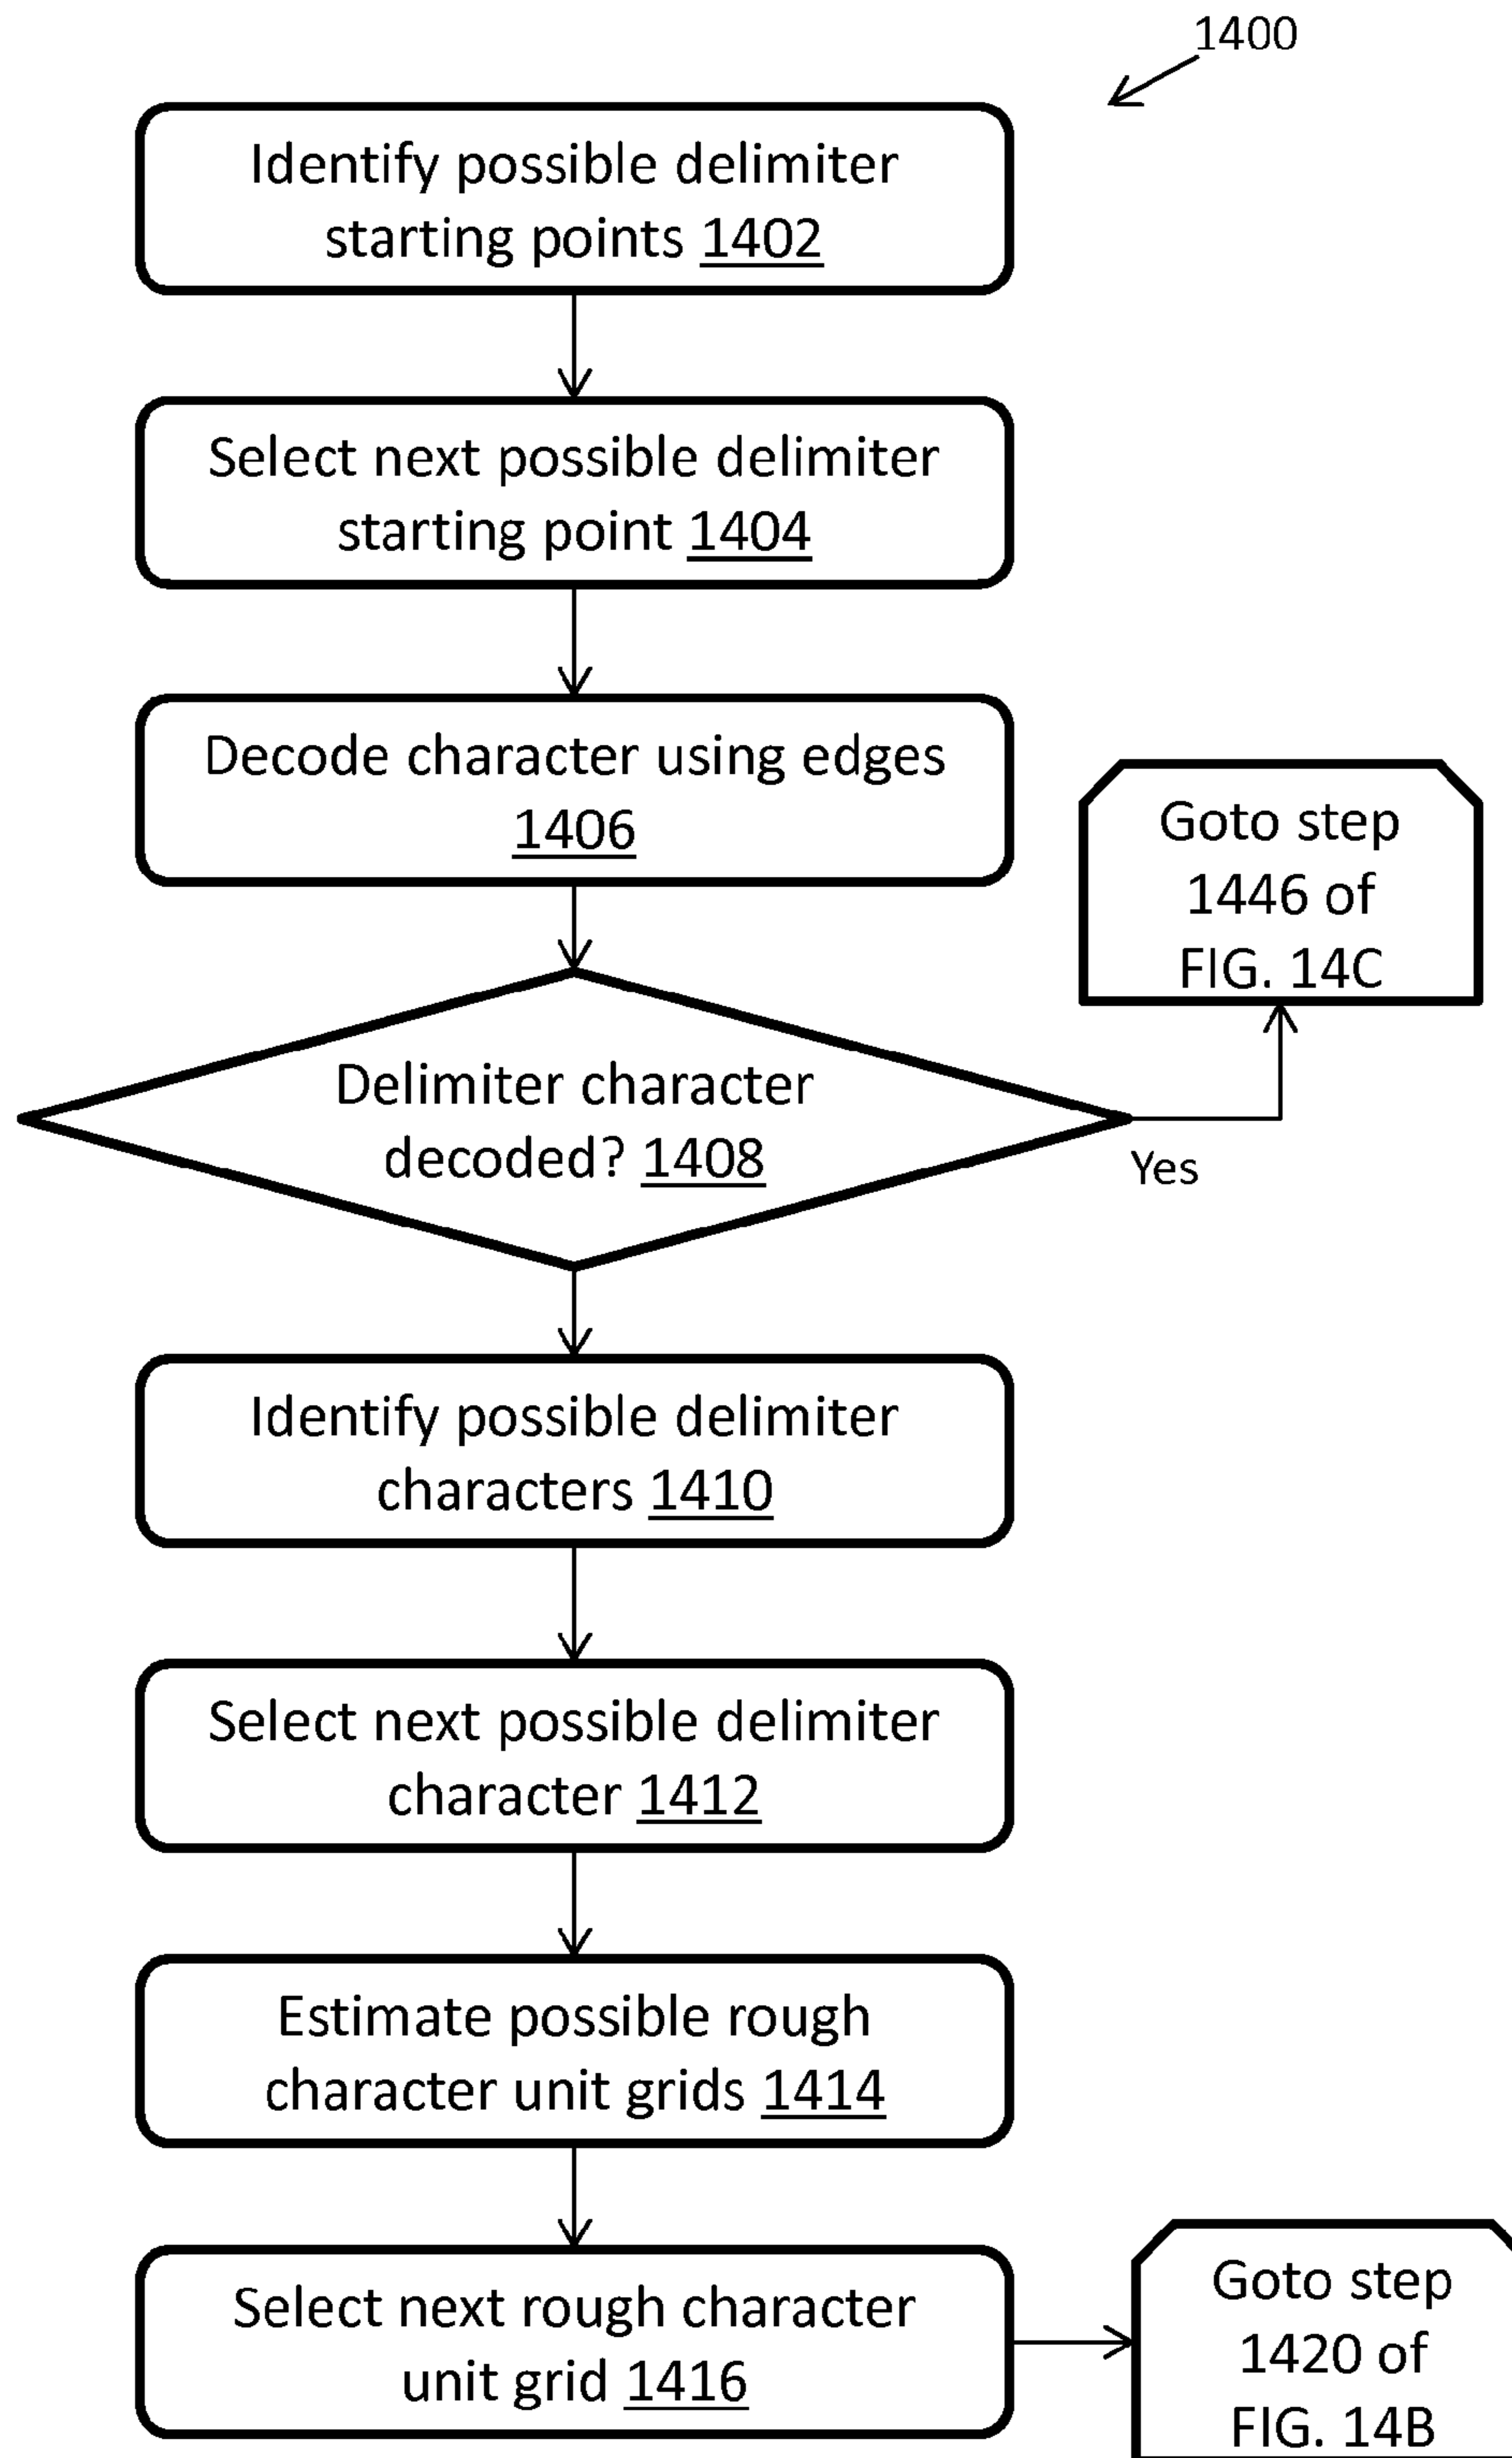 1400
Identify possible delimiter
starting points 1402
Select next possible delimiter
starting point 1404
Decode character using edges
1406
Goto step
1446 of
FIG. 14C
Delimiter character
decoded? 1408
Yes
Identify possible delimiter
characters 1410
Select next possible delimiter
character 1412
Estimate possible rough
character unit grids 1414
Select next rough character
unit grid 1416
Goto step
1420 of
FIG. 14B